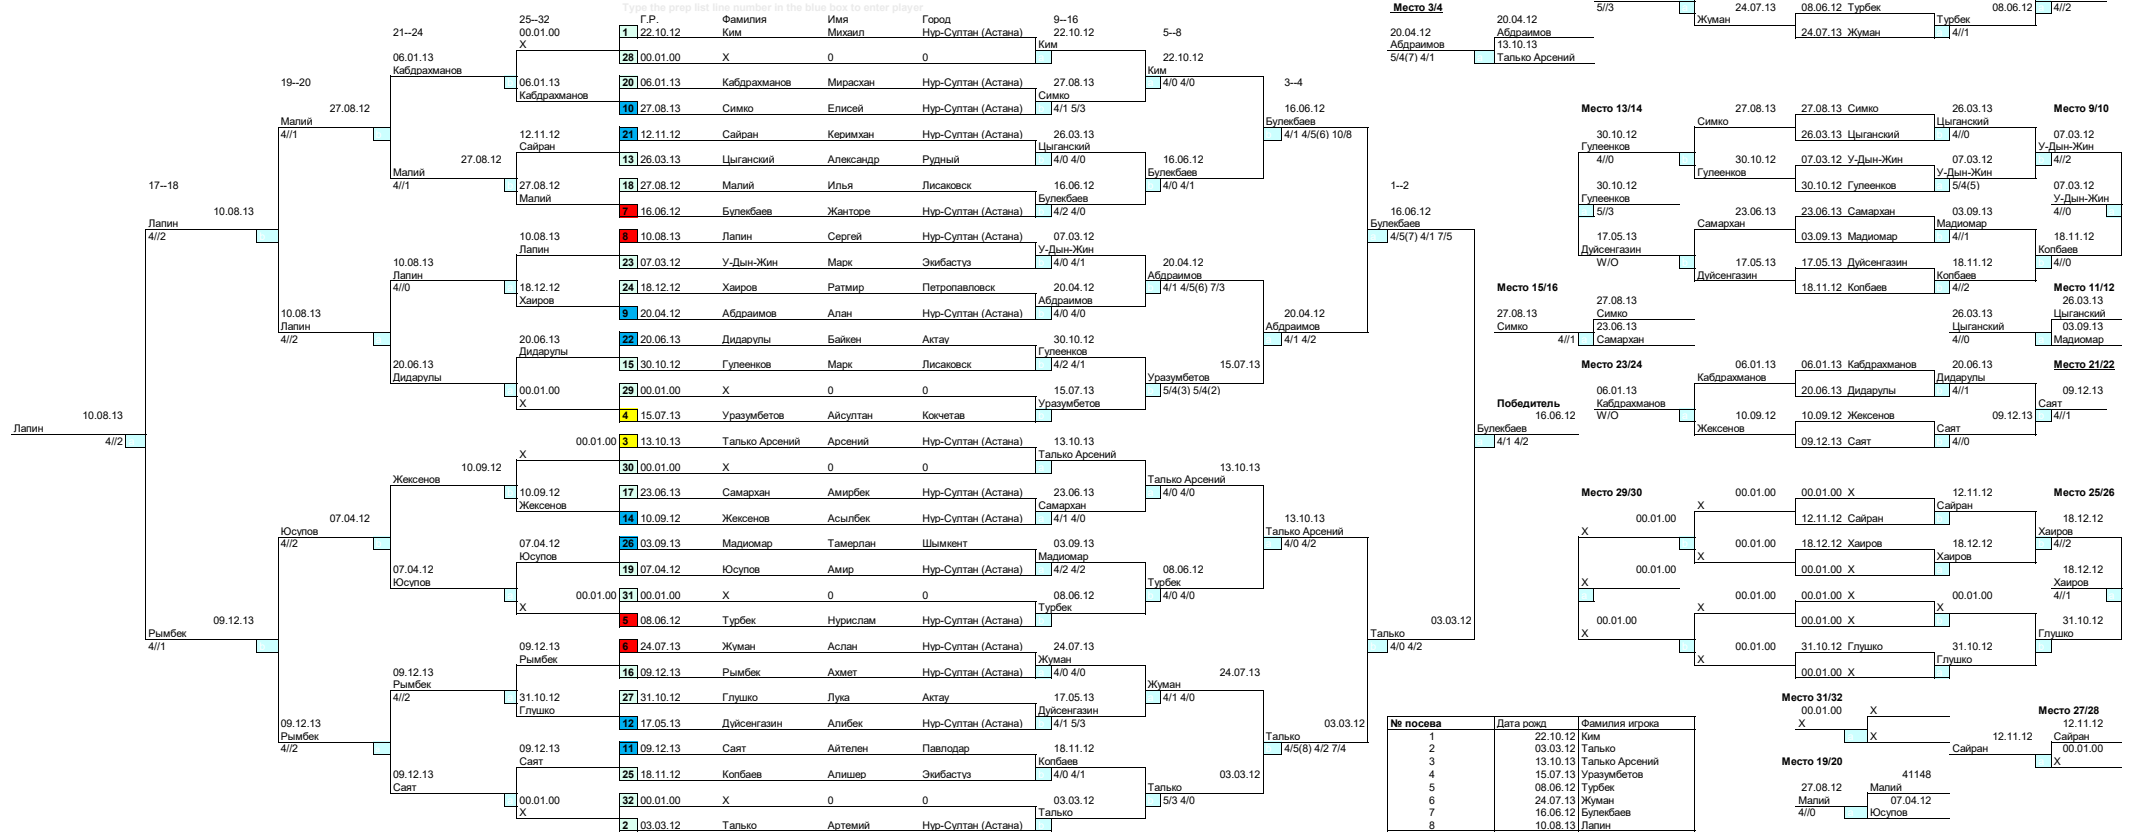 Type the prep list line number in the blue box to enter player
Г.Р. Фамилия Имя Город
17--18
19--20
21--24
25--32
9--16
5--8
3--4
1--2
1 22.10.12 Ким Михаил Нур-Султан (Астана)
28 00.01.00 X 0 0
20 06.01.13 Кабдрахманов Мирасхан Нур-Султан (Астана)
10 27.08.13 Симко Елисей Нур-Султан (Астана)
21 12.11.12 Сайран Керимхан Нур-Султан (Астана)
13 26.03.13 Цыганский Александр Рудный
18 27.08.12 Малий Илья Лисаковск
7 16.06.12 Булекбаев Жанторе Нур-Султан (Астана)
8 10.08.13 Лапин Сергей Нур-Султан (Астана)
23 07.03.12 У-Дын-Жин Марк Экибастуз
24 18.12.12 Хаиров Ратмир Петропавловск
9 20.04.12 Абдраимов Алан Нур-Султан (Астана)
22 20.06.13 Дидарулы Байкен Актау
15 30.10.12 Гулеенков Марк Лисаковск
29 00.01.00 X 0 0
4 15.07.13 Уразумбетов Айсултан Кокчетав
3 13.10.13 Талько Арсений Арсений Нур-Султан (Астана)
30 00.01.00 X 0 0
17 23.06.13 Самархан Амирбек Нур-Султан (Астана)
14 10.09.12 Жексенов Асылбек Нур-Султан (Астана)
26 03.09.13 Мадиомар Тамерлан Шымкент
19 07.04.12 Юсупов Амир Нур-Султан (Астана)
31 00.01.00 X 0 0
5 08.06.12 Турбек Нурислам Нур-Султан (Астана)
6 24.07.13 Жуман Аслан Нур-Султан (Астана)
16 09.12.13 Рымбек Ахмет Нур-Султан (Астана)
27 31.10.12 Глушко Лука Актау
12 17.05.13 Дуйсенгазин Алибек Нур-Султан (Астана)
11 09.12.13 Саят Айтелен Павлодар
25 18.11.12 Копбаев Алишер Экибастуз
32 00.01.00 X 0 0
2 03.03.12 Талько Артемий Нур-Султан (Астана)
10.08.13
Лапин
4//2
10.08.13
Лапин
4//2
09.12.13
Рымбек
4//1
27.08.12
Малий
4//1
10.08.13
Лапин
4//2
07.04.12
Юсупов
4//2
09.12.13
Рымбек
4//2
06.01.13
Кабдрахманов
27.08.12
Малий
4//1
10.08.13
Лапин
4//0
20.06.13
Дидарулы
10.09.12
Жексенов
07.04.12
Юсупов
09.12.13
Рымбек
4//2
09.12.13
Саят
00.01.00
X
06.01.13
Кабдрахманов
12.11.12
Сайран
27.08.12
Малий
10.08.13
Лапин
18.12.12
Хаиров
20.06.13
Дидарулы
00.01.00
X
00.01.00
X
10.09.12
Жексенов
07.04.12
Юсупов
00.01.00
X
09.12.13
Рымбек
31.10.12
Глушко
09.12.13
Саят
00.01.00
X
22.10.12
Ким
27.08.13
Симко
4/1 5/3
26.03.13
Цыганский
4/0 4/0
16.06.12
Булекбаев
4/2 4/0
07.03.12
У-Дын-Жин
4/0 4/1
20.04.12
Абдраимов
4/0 4/0
30.10.12
Гулеенков
4/2 4/1
15.07.13
Уразумбетов
13.10.13
Талько Арсений
23.06.13
Самархан
4/1 4/0
03.09.13
Мадиомар
4/2 4/2
08.06.12
Турбек
24.07.13
Жуман
4/0 4/0
17.05.13
Дуйсенгазин
4/1 5/3
18.11.12
Копбаев
4/0 4/1
03.03.12
Талько
22.10.12
Ким
4/0 4/0
16.06.12
Булекбаев
4/0 4/1
20.04.12
Абдраимов
4/1 4/5(6) 7/3
15.07.13
Уразумбетов
5/4(3) 5/4(2)
13.10.13
Талько Арсений
4/0 4/0
08.06.12
Турбек
4/0 4/0
24.07.13
Жуман
4/1 4/0
03.03.12
Талько
5/3 4/0
16.06.12
Булекбаев
4/1 4/5(6) 10/8
20.04.12
Абдраимов
4/1 4/2
13.10.13
Талько Арсений
4/0 4/2
03.03.12
Талько
4/5(8) 4/2 7/4
16.06.12
Булекбаев
4/5(7) 4/1 7/5
03.03.12
Талько
4/0 4/2
Победитель
16.06.12
Булекбаев
4/1 4/2
Место 3/4
20.04.12
Абдраимов
13.10.13
Талько Арсений
20.04.12
Абдраимов
5/4(7) 4/1
5//3
24.07.13
Жуман
08.06.12 Турбек
24.07.13 Жуман
08.06.12
Турбек
4//1
4//2
Место 13/14
Место 9/10
30.10.12
Гулеенков
4//0
30.10.12
Гулеенков
5//3
17.05.13
Дуйсенгазин
W/O
27.08.13
Симко
30.10.12
Гулеенков
23.06.13
Самархан
17.05.13
Дуйсенгазин
27.08.13 Симко
26.03.13 Цыганский
07.03.12 У-Дын-Жин
30.10.12 Гулеенков
23.06.13 Самархан
03.09.13 Мадиомар
17.05.13 Дуйсенгазин
18.11.12 Копбаев
26.03.13
Цыганский
4//0
07.03.12
У-Дын-Жин
5/4(5)
03.09.13
Мадиомар
4//1
18.11.12
Копбаев
4//2
07.03.12
У-Дын-Жин
4//2
07.03.12
У-Дын-Жин
4//0
18.11.12
Копбаев
4//0
Место 15/16
27.08.13
Симко
23.06.13
Самархан
27.08.13
Симко
4//1
Место 11/12
26.03.13
Цыганский
03.09.13
Мадиомар
26.03.13
Цыганский
4//0
Место 23/24
Место 21/22
06.01.13
Кабдрахманов
W/O
06.01.13
Кабдрахманов
10.09.12
Жексенов
06.01.13 Кабдрахманов
20.06.13 Дидарулы
10.09.12 Жексенов
09.12.13 Саят
20.06.13
Дидарулы
4//1
09.12.13
Саят
4//0
09.12.13
Саят
4//1
Место 29/30
Место 25/26
00.01.00
X
00.01.00
X
00.01.00
X
00.01.00
X
00.01.00
X
00.01.00
X
00.01.00
X
00.01.00 X
12.11.12 Сайран
18.12.12 Хаиров
00.01.00 X
00.01.00 X
00.01.00 X
31.10.12 Глушко
00.01.00 X
12.11.12
Сайран
18.12.12
Хаиров
00.01.00
X
31.10.12
Глушко
18.12.12
Хаиров
4//2
18.12.12
Хаиров
4//1
31.10.12
Глушко
Место 31/32
00.01.00
X
X
X
Место 27/28
12.11.12
Сайран
00.01.00
X
12.11.12
Сайран
Место 19/20
41148
Малий
07.04.12
Юсупов
27.08.12
Малий
4//0
№ посева Дата рожд Фамилия игрока
1 22.10.12 Ким
2 03.03.12 Талько
3 13.10.13 Талько Арсений
4 15.07.13 Уразумбетов
5 08.06.12 Турбек
6 24.07.13 Жуман
7 16.06.12 Булекбаев
8 10.08.13 Лапин